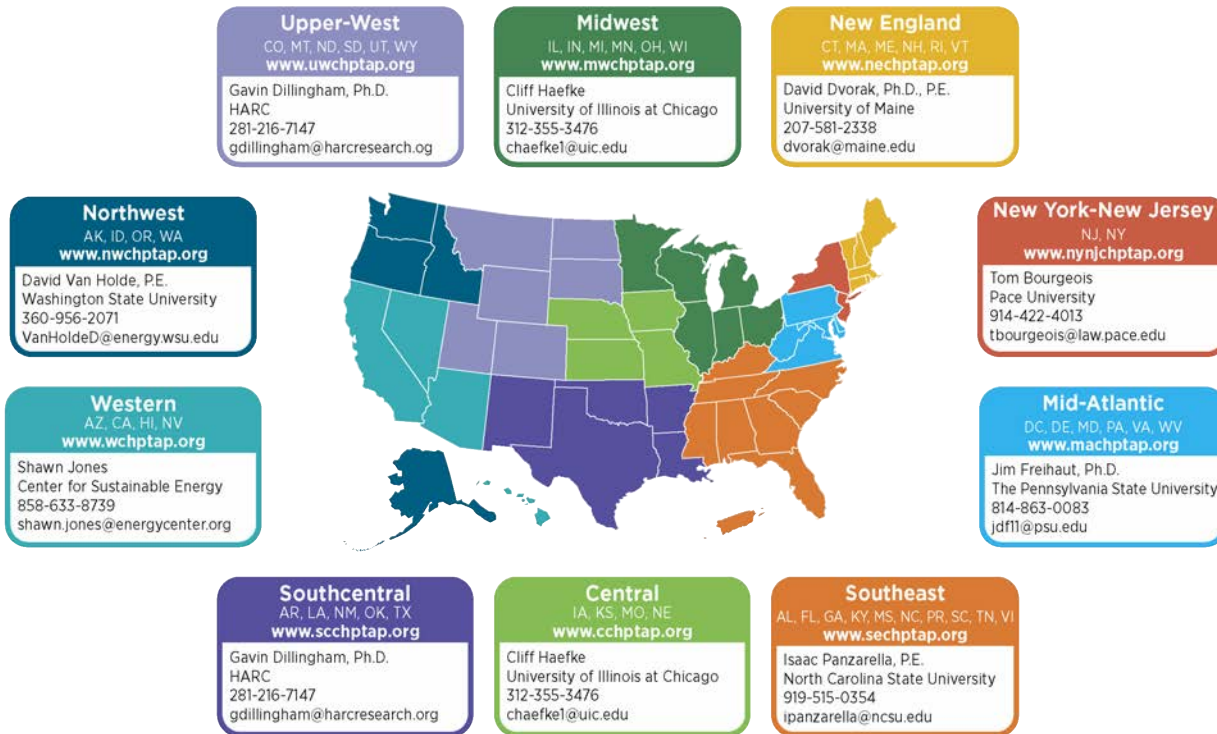 Upper-West
CO, MT, ND, SD, UT, WY
www.uwchptap.org
Gavin Dillingham, Ph.D.
HARC
281-216-7147
gdillingham@harcresearch.og
Midwest
IL, IN, MI, MN, OH, WI
www.mwchptap.org
Cliff Haefke
University of Illinois at Chicago
312-355-3476
chaefke1@uic.edu
New England
CT, MA, ME, NH, RI, VT
www.nechptap.org
David Dvorak, Ph.D., P.E.
University of Maine
207-581-2338
dvorak@maine.edu
Northwest
AK, ID, OR, WA
www.nwchptap.org
David Van Holde, P.E.
Washington State University
360-956-2071
VanHoldeD@energy.wsu.edu
New York-New Jersey
NJ, NY
www.nynjchptap.org
Tom Bourgeois
Pace University
914-422-4013
tbourgeois@law.pace.edu
Western
AZ, CA, HI, NV
www.wchptap.org
Shawn Jones
Center for Sustainable Energy
858-633-8739
shawn.jones@energycenter.org
Mid-Atlantic
DC, DE, MD, PA, VA, WV
www.machptap.org
Jim Freihaut, Ph.D.
The Pennsylvania State University
814-863-0083
jdf11@psu.edu
Southcentral
AR, LA, NM, OK, TX
www.scchptap.org
Gavin Dillingham, Ph.D.
HARC
281-216-7147
gdillingham@harcresearch.org
Central
IA, KS, MO, NE
www.cchptap.org
Cliff Haefke
University of Illinois at Chicago
312-355-3476
chaefke1@uic.edu
Southeast
AL, FL, GA, KY, MS, NC, PR, SC, TN, VI
www.sechptap.org
Isaac Panzarella, P.E.
North Carolina State University
919-515-0354
ipanzarella@ncsu.edu